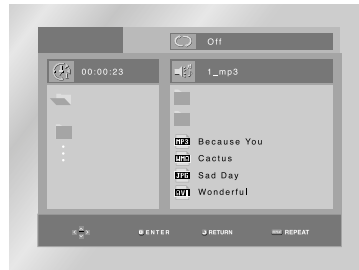 Off
00:00:23
1_mp3
MP3 Because You
WMA Cactus
JPG Sad Day
AVI Wonderful
ENTER RETURN REPEAT